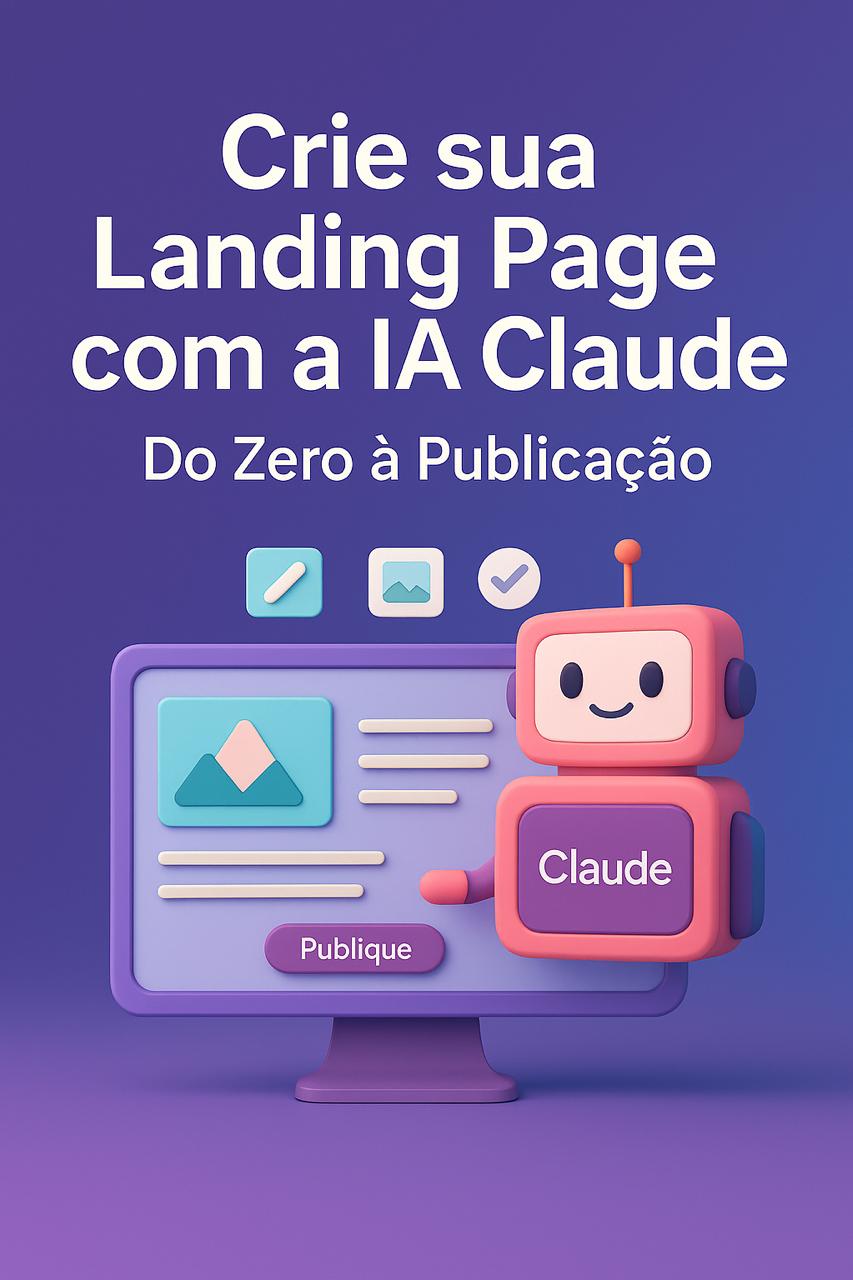 Crie sua
Landing Page
com a IA Claude
Do Zero à Publicação
Claude
Publique